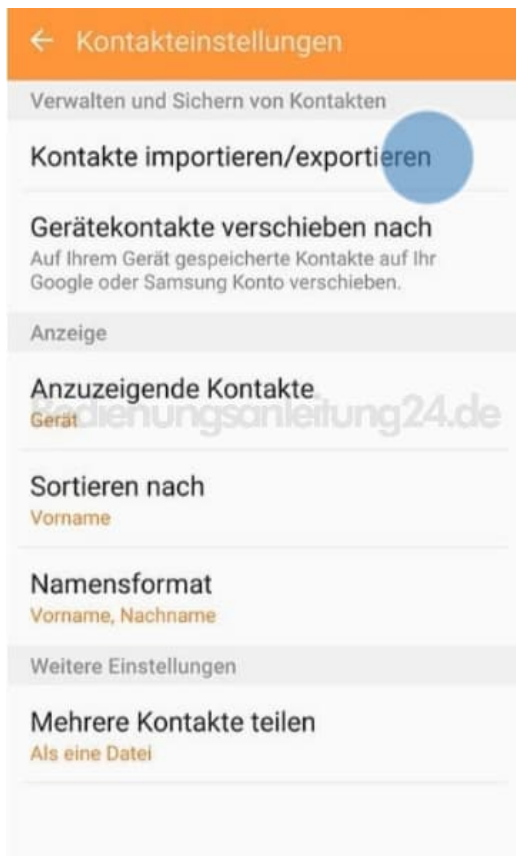 Kontakteinstellungen
Verwalten und Sichern von Kontakten
Kontakte importieren/exportieren
Gerätekontakte verschieben nach
Auf Ihrem Gerät gespeicherte Kontakte auf Ihr
Google oder Samsung Konto verschieben.
Anzeige
Anzuzeigende Kontakte
Gerät
Bedienungsanleitung24.de
Sortieren nach
Vorname
Namensformat
Vorname, Nachname
Weitere Einstellungen
Mehrere Kontakte teilen
Als eine Datei